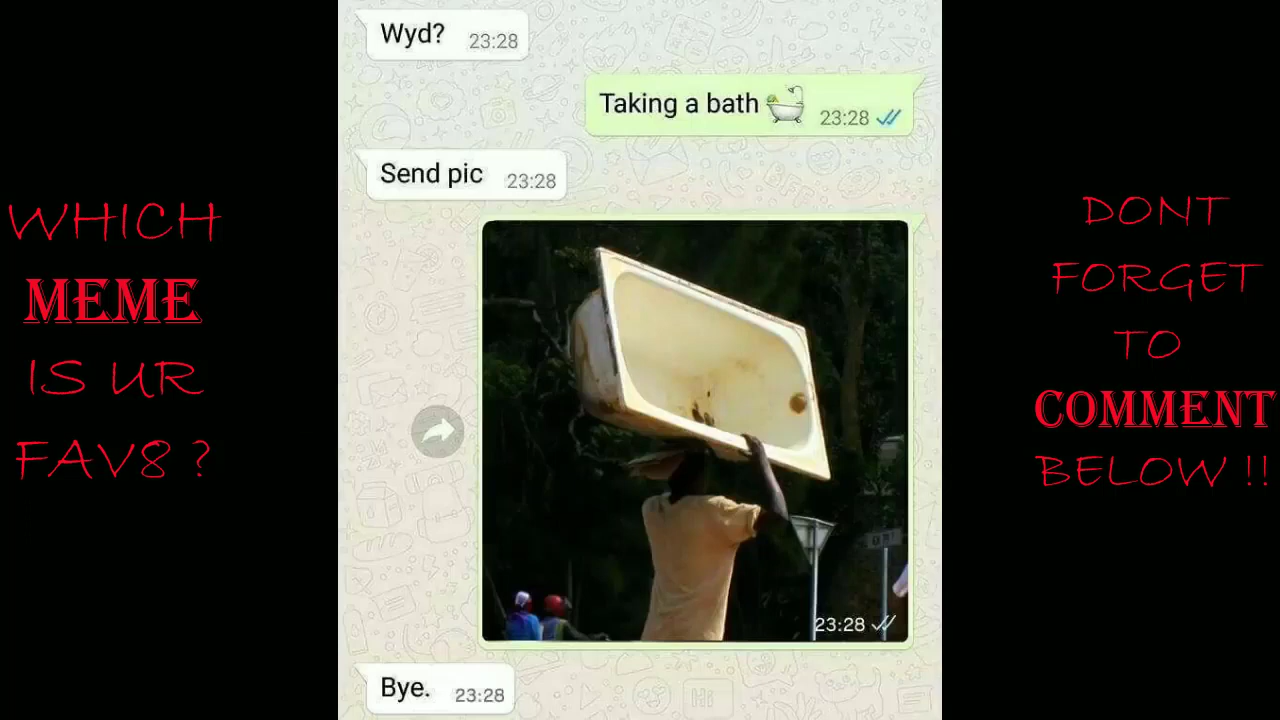 WHICH
MEME
IS UR
FAV8 ?
Wyd? 23:28
Taking a bath 23:28
Send pic 23:28
23:28
Bye. 23:28
Hi
DONT
FORGET
TO
COMMENT
BELOW !!